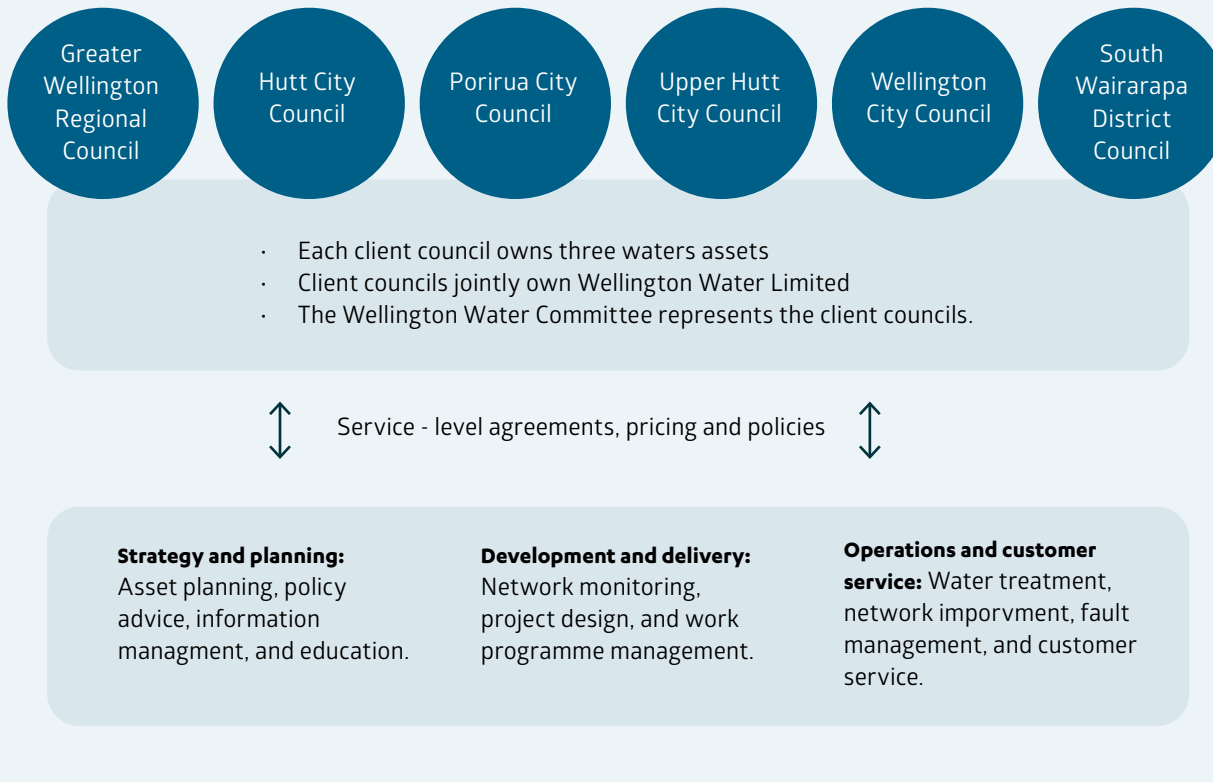 Greater
Wellington
Regional
Council
Hutt City
Council
Porirua City
Council
Upper Hutt
City Council
Wellington
City Council
South
Wairarapa
District
Council
· Each client council owns three waters assets
· Client councils jointly own Wellington Water Limited
· The Wellington Water Committee represents the client councils.
Service - level agreements, pricing and policies
Strategy and planning:
Asset planning, policy
advice, information
managment, and education.
Development and delivery:
Network monitoring,
project design, and work
programme management.
Operations and customer
service: Water treatment,
network imporvment, fault
management, and customer
service.